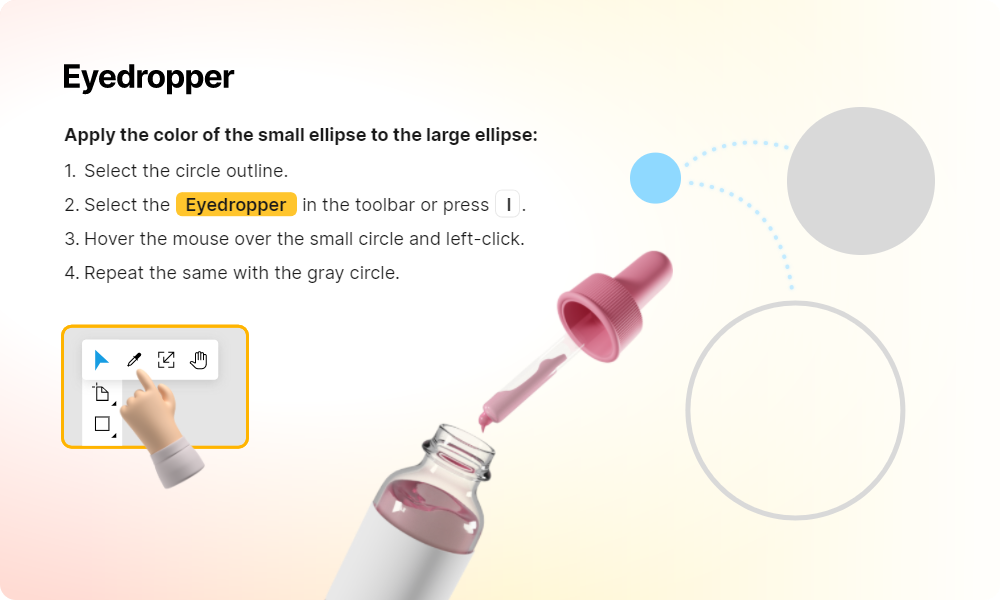 Eyedropper
Apply the color of the small ellipse to the large ellipse:
1. Select the circle outline.
2. Select the Eyedropper in the toolbar or press I.
3. Hover the mouse over the small circle and left-click.
4. Repeat the same with the gray circle.